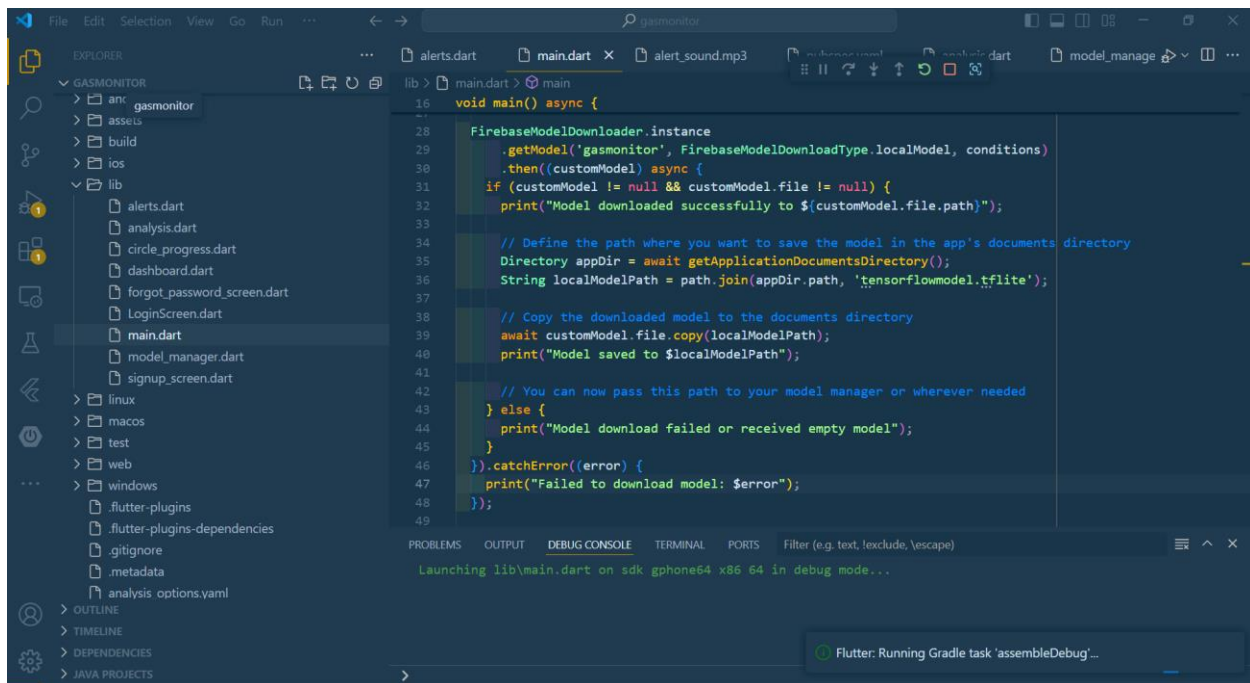 File Edit Selection View Go Run ...
gasmonitor
EXPLORER
GASMONITOR
gasmonitor
assets
build
ios
lib
alerts.dart
analysis.dart
circle_progress.dart
dashboard.dart
forgot_password_screen.dart
LoginScreen.dart
main.dart
model_manager.dart
signup_screen.dart
linux
macos
test
web
windows
.flutter-plugins
.flutter-plugins-dependencies
.gitignore
.metadata
analysis_options.yaml
OUTLINE
TIMELINE
DEPENDENCIES
JAVA PROJECTS
1
1
alerts.dart main.dart alert_sound.mp3 dart model_manage
lib > main.dart > main
16 void main() async {
28 FirebaseModelDownloader.instance
29 .getModel('gasmonitor', FirebaseModelDownloadType.localModel, conditions)
30 .then((customModel) async {
31 if (customModel != null && customModel.file != null) {
32 print("Model downloaded successfully to ${customModel.file.path}");
33
34 // Define the path where you want to save the model in the app's documents directory
35 Directory appDir = await getApplicationDocumentsDirectory();
36 String localModelPath = path.join(appDir.path, 'tensorflowmodel.tflite');
37
38 // Copy the downloaded model to the documents directory
39 await customModel.file.copy(localModelPath);
40 print("Model saved to $localModelPath");
41
42 // You can now pass this path to your model manager or wherever needed
43 } else {
44 print("Model download failed or received empty model");
45 }
46 }).catchError((error) {
47 print("Failed to download model: $error");
48 });
49
PROBLEMS OUTPUT DEBUG CONSOLE TERMINAL PORTS Filter (e.g. text, !exclude, \escape)
Launching lib\main.dart on sdk gphone64 x86 64 in debug mode...
Flutter: Running Gradle task 'assembleDebug'...